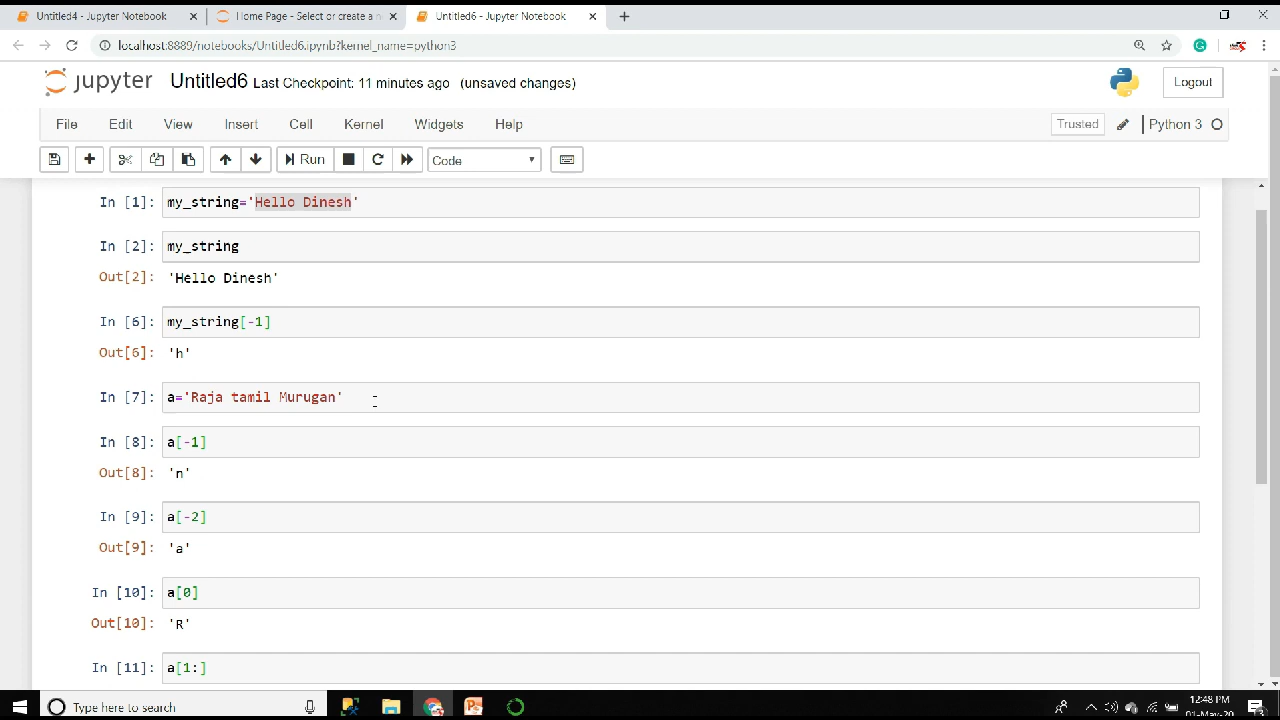 Untitled4 - Jupyter Notebook
Home Page - Select or create a n
Untitled6 - Jupyter Notebook
localhost:8889/notebooks/Untitled6.ipynb?kernel_name=python3
jupyter Untitled6 Last Checkpoint: 11 minutes ago (unsaved changes)
Logout
File Edit View Insert Cell Kernel Widgets Help
Trusted
Python 3
Run
Code
In [1]: my_string='Hello Dinesh'
In [2]: my_string
Out[2]: 'Hello Dinesh'
In [6]: my_string[-1]
Out[6]: 'h'
In [7]: a='Raja tamil Murugan'
In [8]: a[-1]
Out[8]: 'n'
In [9]: a[-2]
Out[9]: 'a'
In [10]: a[0]
Out[10]: 'R'
In [11]: a[1:]
Type here to search
12:48 PM